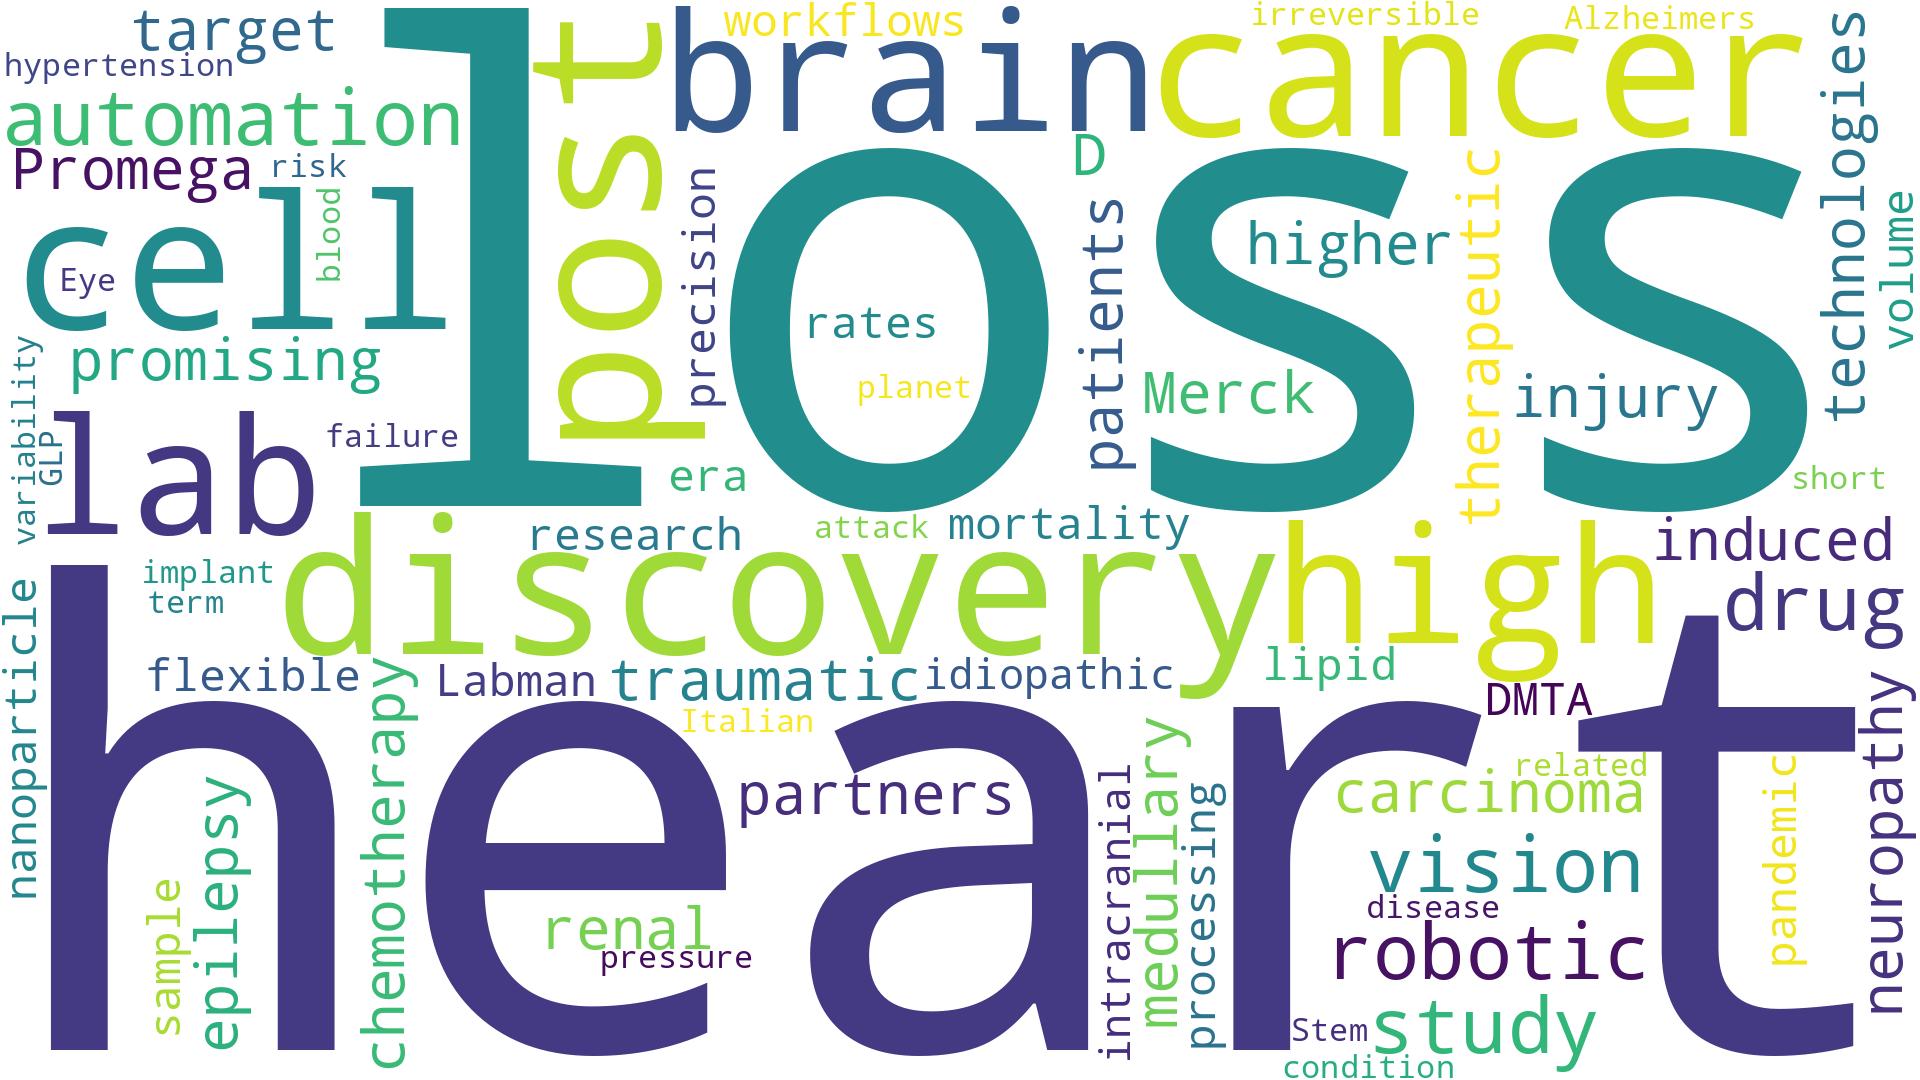 target
hypertension
automation
Promega
risk
cell
blood
Eye
promising
variability
GLP
lab
failure
loss
post
workflows
brain
cancer
irreversible
Alzheimers
technologies
volume
precision
D
patients
higher
therapeutic
rates
planet
Merck
injury
short
era
research
attack
mortality
induced
implant
term
discovery
high
drug
nanoparticle
flexible
Labman
traumatic
idiopathic
lipid
DMTA
Italian
heart
neuropathy
chemotherapy
epilepsy
sample
partners
intracranial
medullary
processing
related
carcinoma
pandemic
vision
disease
robotic
renal
pressure
Stem
study
condition